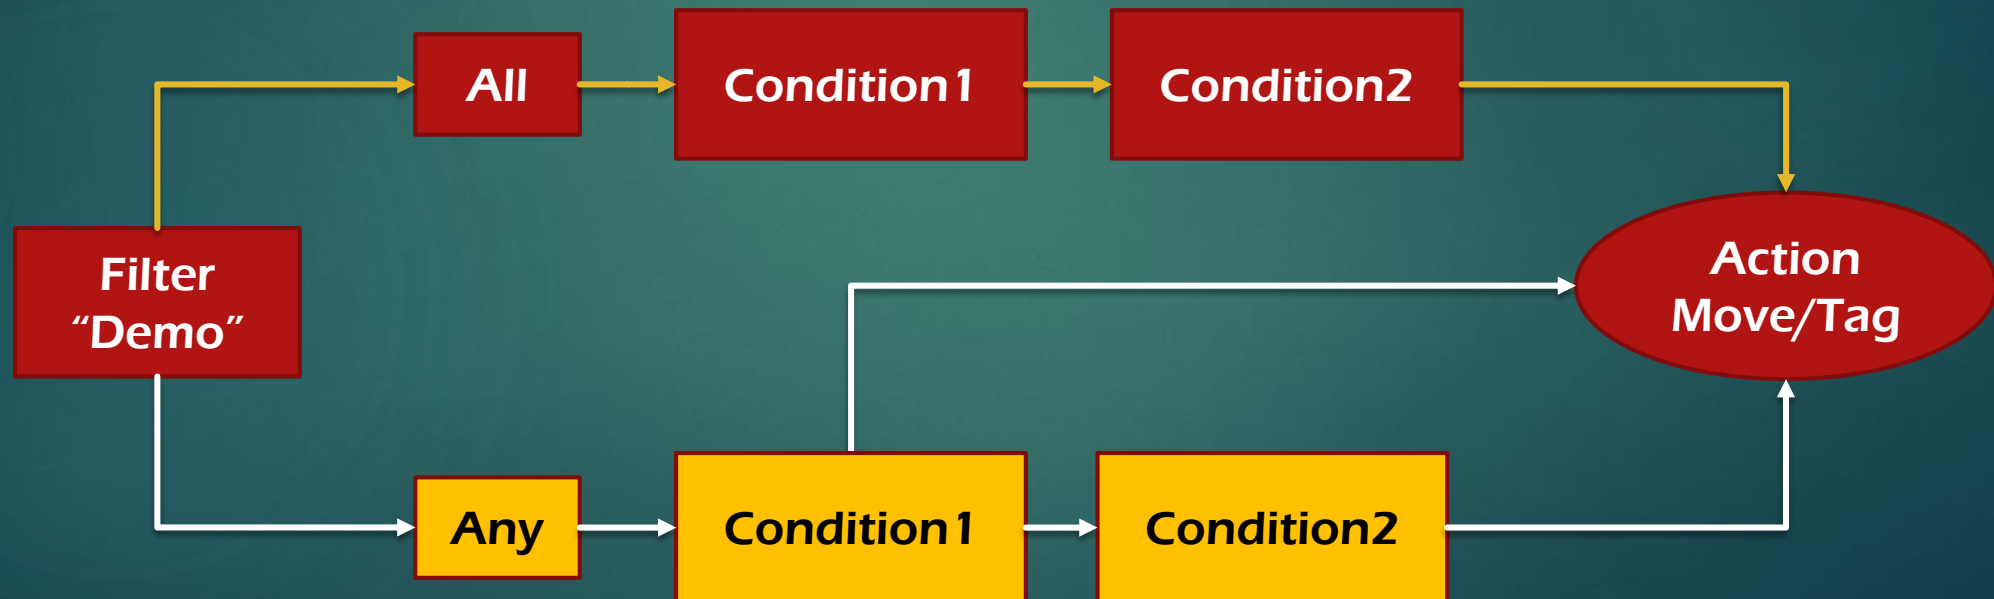 All
Condition1
Condition2
Filter
“Demo”
Action
Move/Tag
Any
Condition1
Condition2